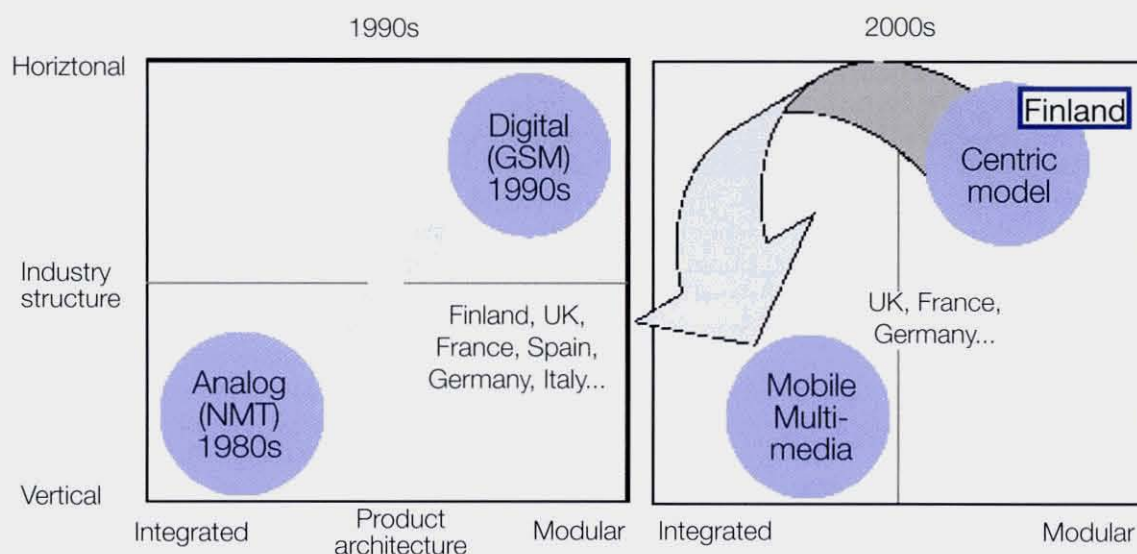 1990s
2000s
Horiztonal
Digital
(GSM)
1990s
Finland
Centric
model
Industry
structure
Finland, UK,
France, Spain,
Germany, Italy...
UK, France,
Germany...
Analog
(NMT)
1980s
Mobile
Multi-
media
Vertical
Integrated
Product
architecture
Modular
Integrated
Modular